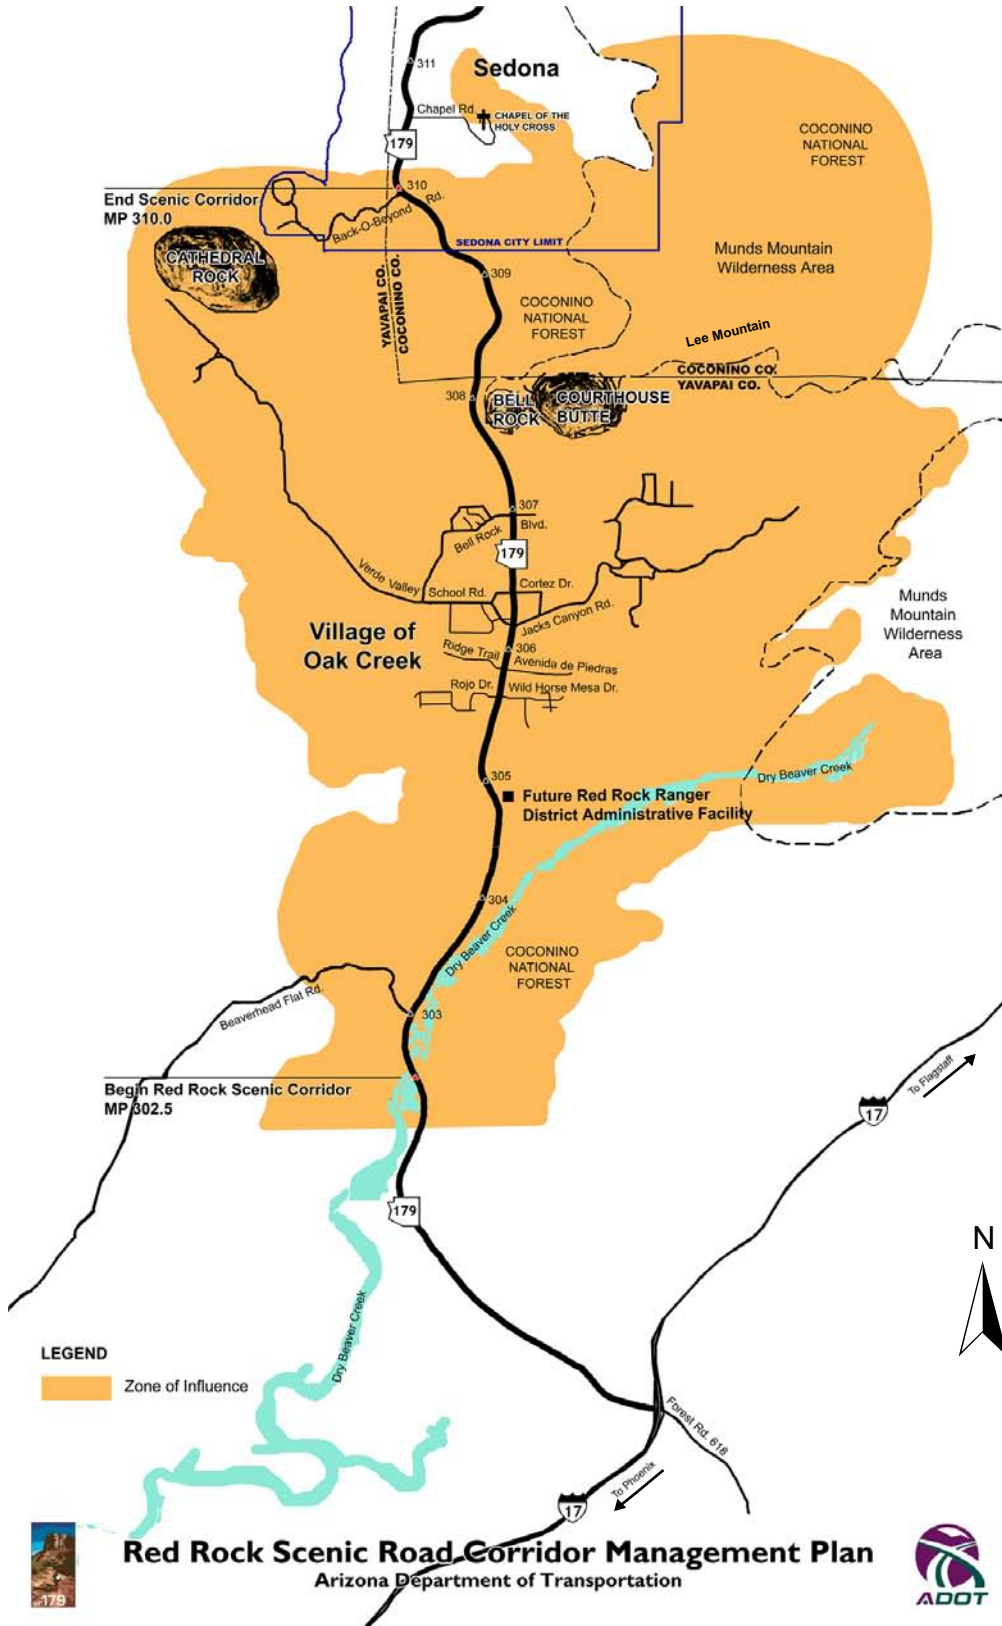 311
Sedona
Chapel Rd.
CHAPEL OF THE
HOLY CROSS
179
COCONINO
NATIONAL
FOREST
310
End Scenic Corridor
MP 310.0
Back-O-Beyond Rd.
SEDONA CITY LIMIT
Munds Mountain
Wilderness Area
CATHEDRAL
ROCK
309
YAVAPAI CO.
COCONINO CO.
COCONINO
NATIONAL
FOREST
Lee Mountain
COCONINO CO.
YAVAPAI CO.
308
BELL
ROCK
COURTHOUSE
BUTTE
307
Bell Rock Blvd.
179
Verde Valley School Rd.
Cortez Dr.
Jacks Canyon Rd.
Munds
Mountain
Wilderness
Area
Village of
Oak Creek
306
Ridge Trail
Avenida de Piedras
Rojo Dr.
Wild Horse Mesa Dr.
305
Dry Beaver Creek
Future Red Rock Ranger
District Administrative Facility
304
Dry Beaver Creek
COCONINO
NATIONAL
FOREST
Beaverhead Flat Rd.
303
Begin Red Rock Scenic Corridor
MP 302.5
To Flagstaff
17
179
N
Dry Beaver Creek
LEGEND
Zone of Influence
Forest Rd. 618
To Phoenix
17
Red Rock Scenic Road Corridor Management Plan
Arizona Department of Transportation
179
ADOT